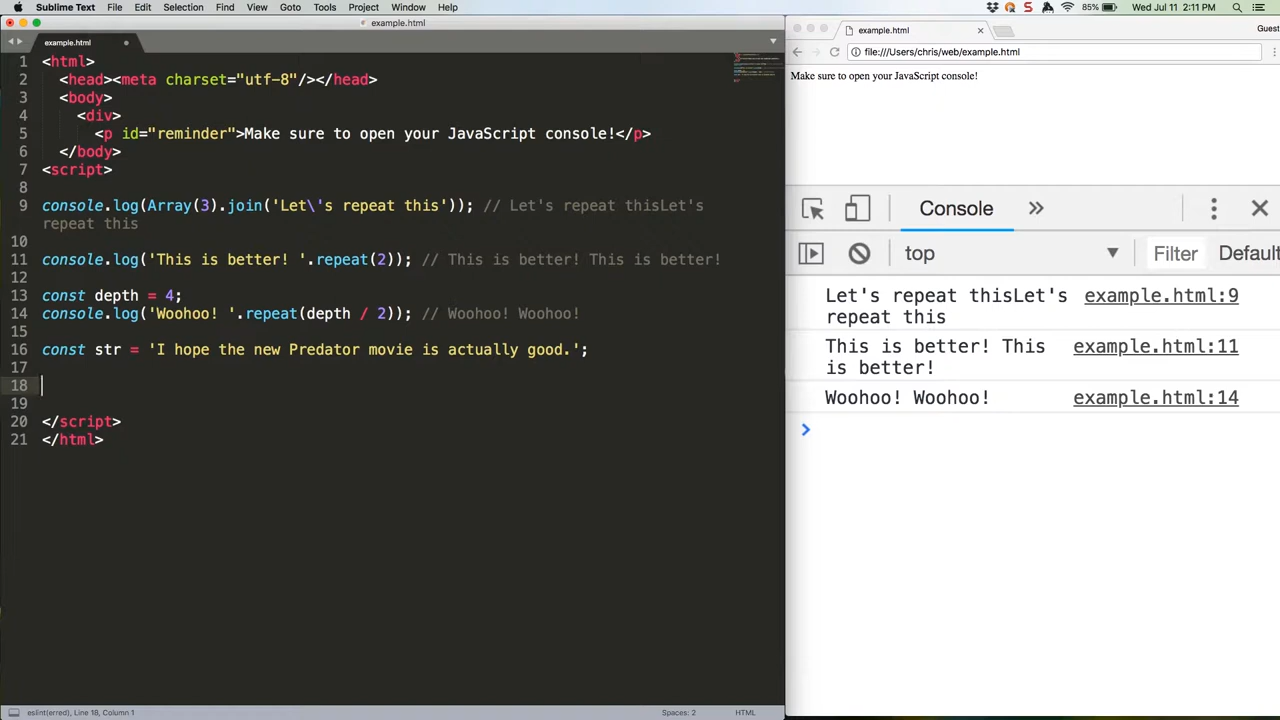 Sublime Text File Edit Selection Find View Goto Tools Project Window Help 85% Wed Jul 11 2:11 PM
example.html
example.html
1 <html>
2 <head><meta charset="utf-8"/></head>
3 <body>
4 <div>
5 <p id="reminder">Make sure to open your JavaScript console!</p>
6 </body>
7 <script>
8
9 console.log(Array(3).join('Let\'s repeat this')); // Let's repeat thisLet's
repeat this
10
11 console.log('This is better! '.repeat(2)); // This is better! This is better!
12
13 const depth = 4;
14 console.log('Woohoo! '.repeat(depth / 2)); // Woohoo! Woohoo!
15
16 const str = 'I hope the new Predator movie is actually good.';
17
18
19
20 </script>
21 </html>
eslint(erred), Line 18, Column 1 Spaces: 2 HTML
example.html Guest
file:///Users/chris/web/example.html
Make sure to open your JavaScript console!
Console »
top Filter Default
Let's repeat thisLet's example.html:9
repeat this
This is better! This example.html:11
is better!
Woohoo! Woohoo! example.html:14